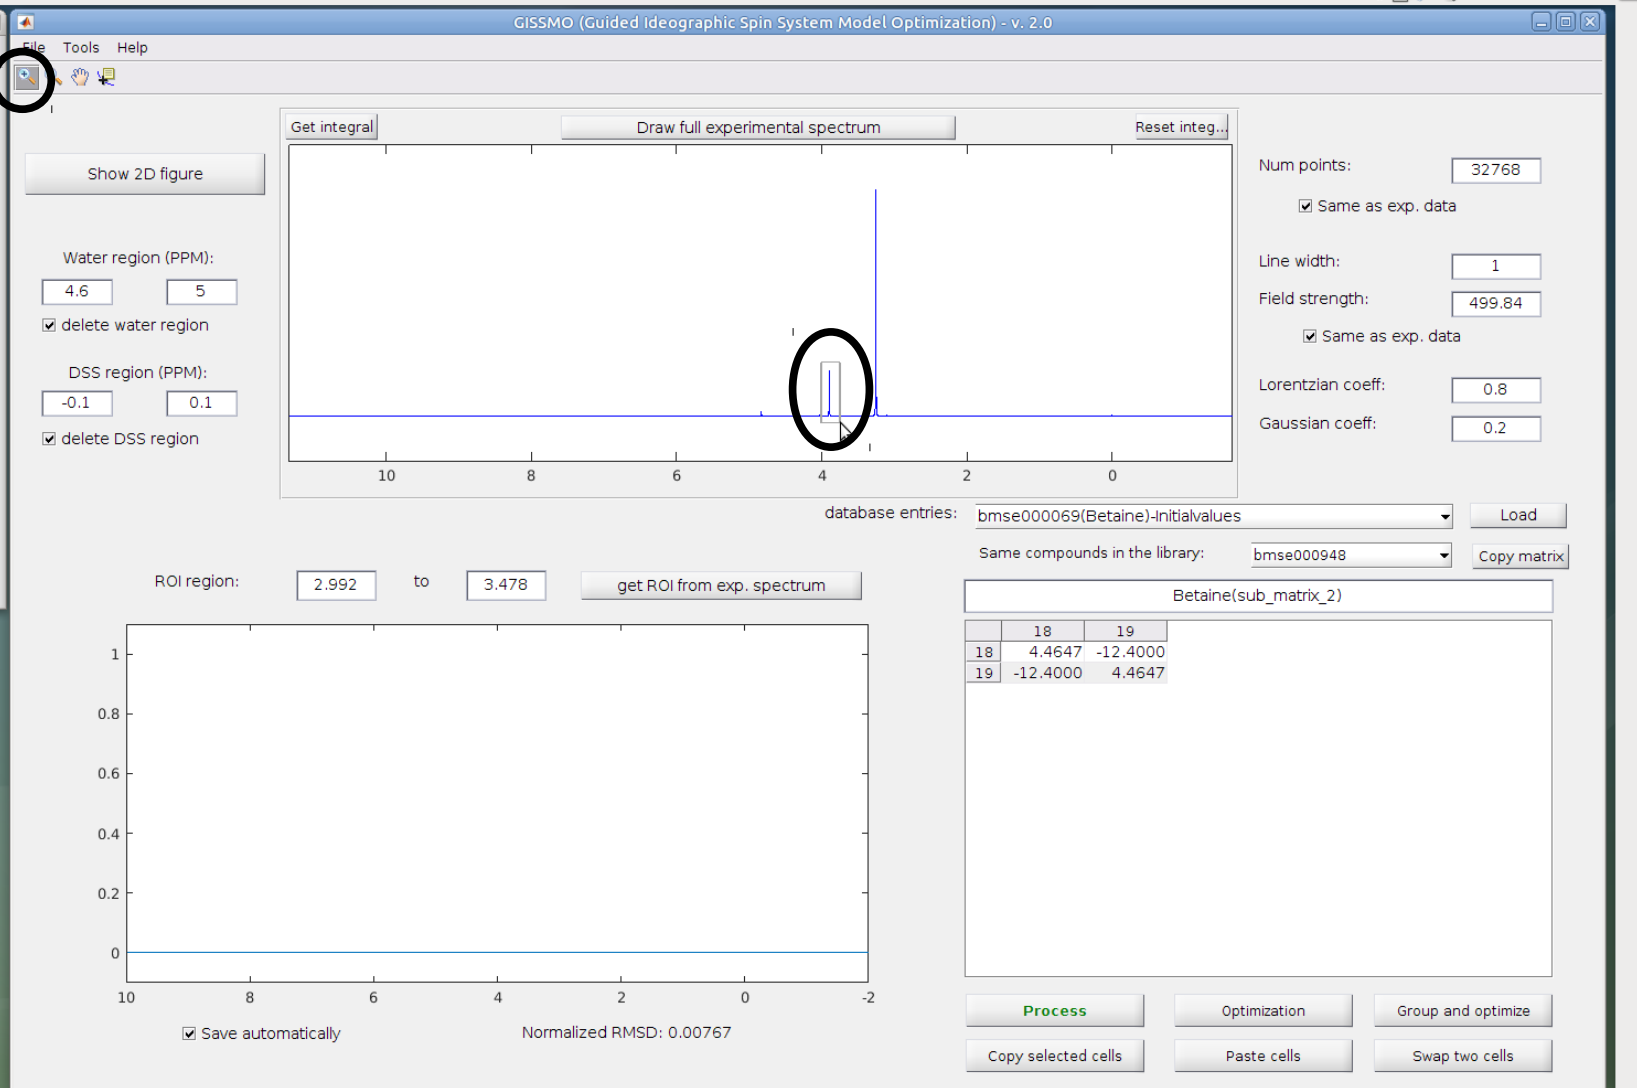 GISSMO (Guided Ideographic Spin System Model Optimization) - v. 2.0
File Tools Help
Get integral Draw full experimental spectrum Reset integ...
Show 2D figure
Num points: 32768
Same as exp. data
Water region (PPM):
4.6 5
delete water region
Line width: 1
Field strength: 499.84
Same as exp. data
DSS region (PPM):
-0.1 0.1
delete DSS region
Lorentzian coeff: 0.8
Gaussian coeff: 0.2
10 8 6 4 2 0
database entries: bmse000069(Betaine)-Initialvalues Load
Same compounds in the library: bmse000948 Copy matrix
ROI region: 2.992 to 3.478 get ROI from exp. spectrum
Betaine(sub_matrix_2)
18 19
18 4.4647 -12.4000
19 -12.4000 4.4647
1
0.8
0.6
0.4
0.2
0
10 8 6 4 2 0 -2
Save automatically Normalized RMSD: 0.00767
Process Optimization Group and optimize
Copy selected cells Paste cells Swap two cells